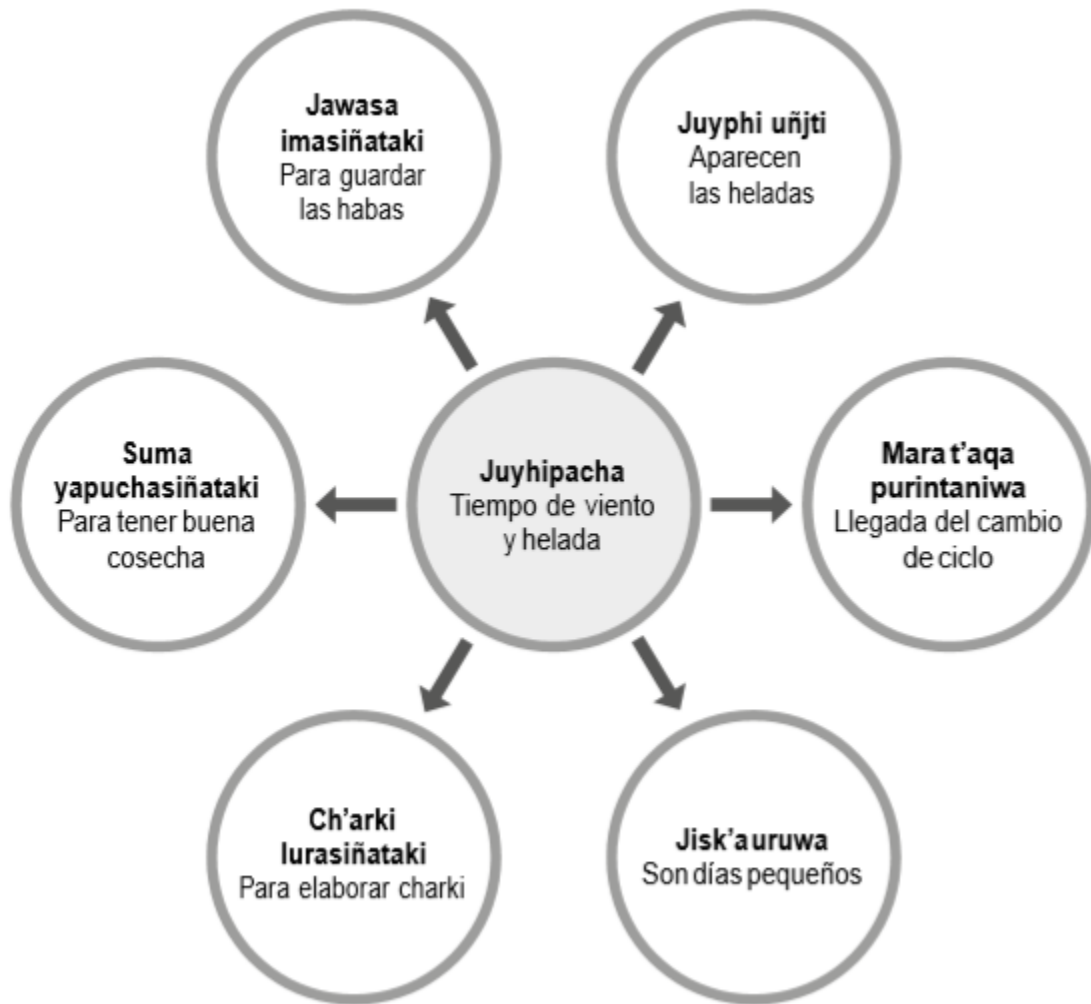 Jawasa
imasiñataki
Para guardar
las habas
Juyphi uñjti
Aparecen
las heladas
Suma
yapuchasiñataki
Para tener buena
cosecha
Juyhipacha
Tiempo de viento
y helada
Mara t’aqa
purintaniwa
Llegada del cambio
de ciclo
Ch’arki
lurasiñataki
Para elaborar charki
Jisk’a uruwa
Son días pequeños